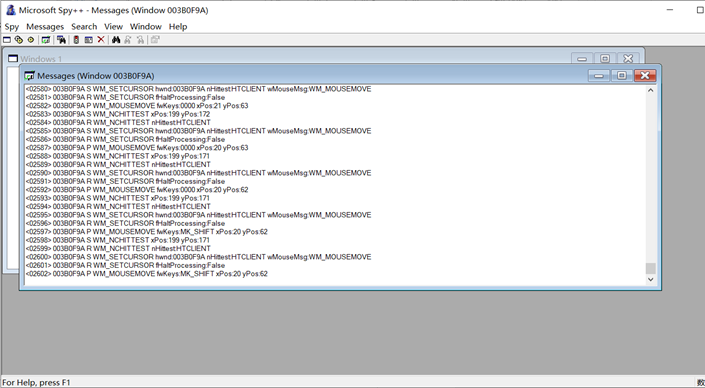 Microsoft Spy++ - Messages (Window 003B0F9A)
Spy Messages Search View Window Help
Windows 1
Messages (Window 003B0F9A)
<02580> 003B0F9A S WM_SETCURSOR hwnd:003B0F9A nHittest:HTCLIENT wMouseMsg:WM_MOUSEMOVE
<02581> 003B0F9A R WM_SETCURSOR fHaltProcessing:False
<02582> 003B0F9A P WM_MOUSEMOVE fwKeys:0000 xPos:21 yPos:63
<02583> 003B0F9A S WM_NCHITTEST xPos:199 yPos:172
<02584> 003B0F9A R WM_NCHITTEST nHittest:HTCLIENT
<02585> 003B0F9A S WM_SETCURSOR hwnd:003B0F9A nHittest:HTCLIENT wMouseMsg:WM_MOUSEMOVE
<02586> 003B0F9A R WM_SETCURSOR fHaltProcessing:False
<02587> 003B0F9A P WM_MOUSEMOVE fwKeys:0000 xPos:20 yPos:63
<02588> 003B0F9A S WM_NCHITTEST xPos:199 yPos:171
<02589> 003B0F9A R WM_NCHITTEST nHittest:HTCLIENT
<02590> 003B0F9A S WM_SETCURSOR hwnd:003B0F9A nHittest:HTCLIENT wMouseMsg:WM_MOUSEMOVE
<02591> 003B0F9A R WM_SETCURSOR fHaltProcessing:False
<02592> 003B0F9A P WM_MOUSEMOVE fwKeys:0000 xPos:20 yPos:62
<02593> 003B0F9A S WM_NCHITTEST xPos:199 yPos:171
<02594> 003B0F9A R WM_NCHITTEST nHittest:HTCLIENT
<02595> 003B0F9A S WM_SETCURSOR hwnd:003B0F9A nHittest:HTCLIENT wMouseMsg:WM_MOUSEMOVE
<02596> 003B0F9A R WM_SETCURSOR fHaltProcessing:False
<02597> 003B0F9A P WM_MOUSEMOVE fwKeys:MK_SHIFT xPos:20 yPos:62
<02598> 003B0F9A S WM_NCHITTEST xPos:199 yPos:171
<02599> 003B0F9A R WM_NCHITTEST nHittest:HTCLIENT
<02600> 003B0F9A S WM_SETCURSOR hwnd:003B0F9A nHittest:HTCLIENT wMouseMsg:WM_MOUSEMOVE
<02601> 003B0F9A R WM_SETCURSOR fHaltProcessing:False
<02602> 003B0F9A P WM_MOUSEMOVE fwKeys:MK_SHIFT xPos:20 yPos:62
For Help, press F1
数